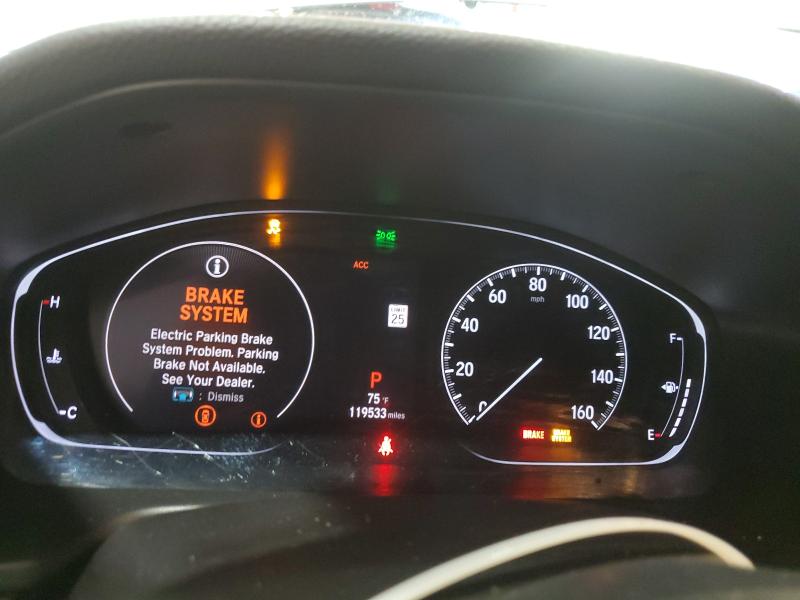 BRAKE
SYSTEM
Electric Parking Brake
System Problem. Parking
Brake Not Available.
See Your Dealer.
: Dismiss
H
C
ACC
LIMIT
25
P
75 °F
119533 miles
0
20
40
60
80
100
120
140
160
mph
F
E
BRAKE
BRAKE
SYSTEM